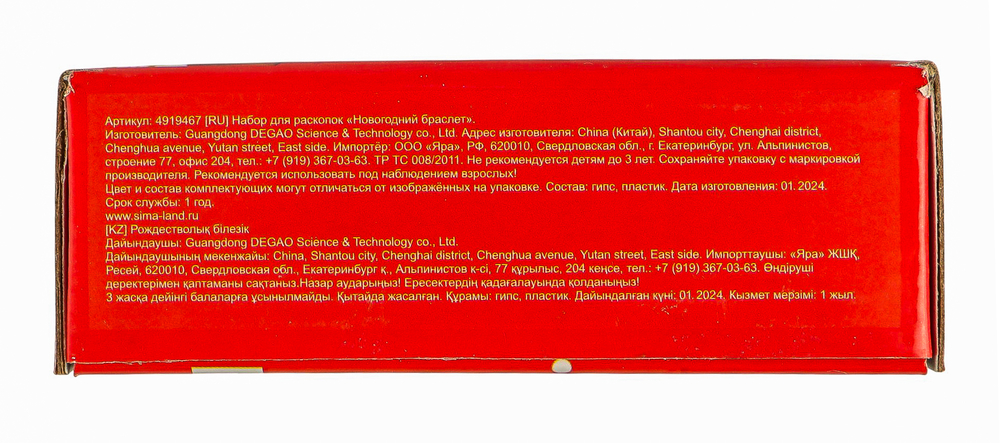 Артикул: 4919467 [RU] Набор для раскопок «Новогодний браслет».
Изготовитель: Guangdong DEGAO Science & Technology co., Ltd. Адрес изготовителя: China (Китай), Shantou city, Chenghai district,
Chenghua avenue, Yutan street, East side. Импортёр: ООО «Яра», РФ, 620010, Свердловская обл., г. Екатеринбург, ул. Альпинистов,
строение 77, офис 204, тел.: +7 (919) 367-03-63. ТР ТС 008/2011. Не рекомендуется детям до 3 лет. Сохраняйте упаковку с маркировкой
производителя. Рекомендуется использовать под наблюдением взрослых!
Цвет и состав комплектующих могут отличаться от изображённых на упаковке. Состав: гипс, пластик. Дата изготовления: 01.2024.
Срок службы: 1 год.
www.sima-land.ru
[KZ] Рождестволық білезік
Дайындаушы: Guangdong DEGAO Science & Technology co., Ltd.
Дайындаушының мекенжайы: China, Shantou city, Chenghai district, Chenghua avenue, Yutan street, East side. Импорттаушы: «Яра» ЖШҚ,
Ресей, 620010, Свердловская обл., Екатеринбург қ., Альпинистов к-сі, 77 құрылыс, 204 кеңсе, тел.: +7 (919) 367-03-63. Өндіруші
деректерімен қаптаманы сақтаңыз.Назар аударыңыз! Ересектердің қадағалауында қолданыңыз!
3 жасқа дейінгі балаларға ұсынылмайды. Қытайда жасалған. Құрамы: гипс, пластик. Дайындалған күні: 01.2024. Кызмет мерзімі: 1 жыл.